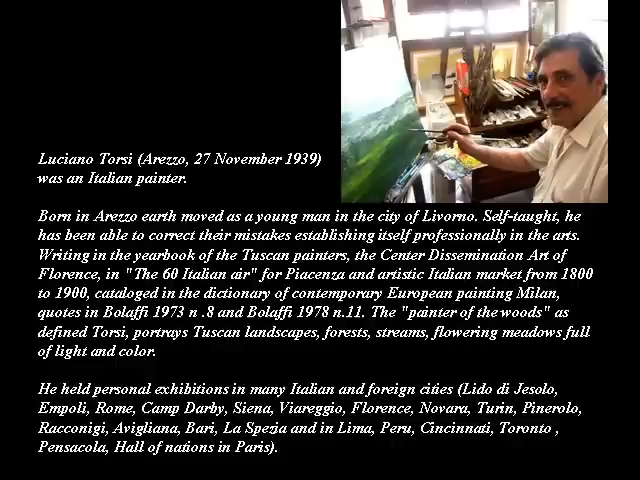 Luciano Torsi (Arezzo, 27 November 1939)
was an Italian painter.
Born in Arezzo earth moved as a young man in the city of Livorno. Self-taught, he
has been able to correct their mistakes establishing itself professionally in the arts.
Writing in the yearbook of the Tuscan painters, the Center Dissemination Art of
Florence, in "The 60 Italian air" for Piacenza and artistic Italian market from 1800
to 1900, cataloged in the dictionary of contemporary European painting Milan,
quotes in Bolaffi 1973 n .8 and Bolaffi 1978 n.11. The "painter of the woods" as
defined Torsi, portrays Tuscan landscapes, forests, streams, flowering meadows full
of light and color.
He held personal exhibitions in many Italian and foreign cities (Lido di Jesolo,
Empoli, Rome, Camp Darby, Siena, Viareggio, Florence, Novara, Turin, Pinerolo,
Racconigi, Avigliana, Bari, La Spezia and in Lima, Peru, Cincinnati, Toronto ,
Pensacola, Hall of nations in Paris).